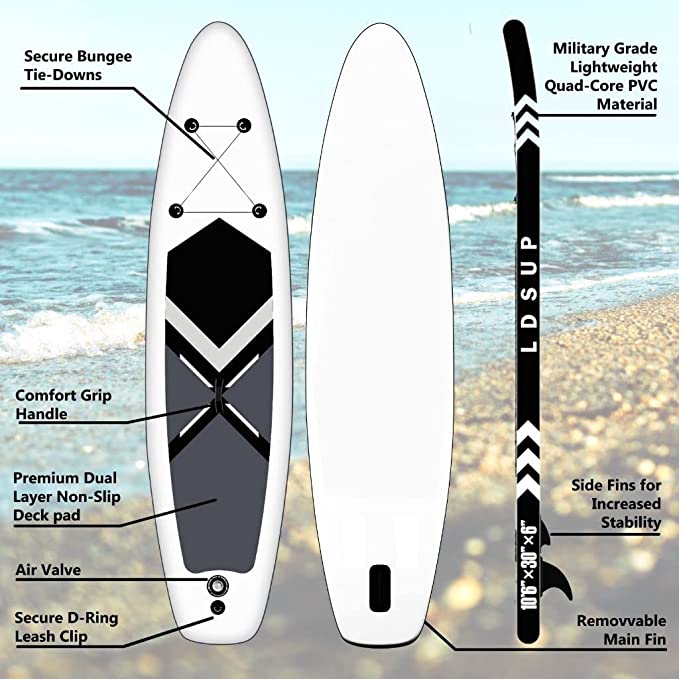 Secure Bungee
Tie-Downs
Military Grade
Lightweight
Quad-Core PVC
Material
LDSUP
Comfort Grip
Handle
Premium Dual
Layer Non-Slip
Deck pad
Side Fins for
Increased
Stability
10'6"×30"×6"
Air Valve
Secure D-Ring
Leash Clip
Removvable
Main Fin